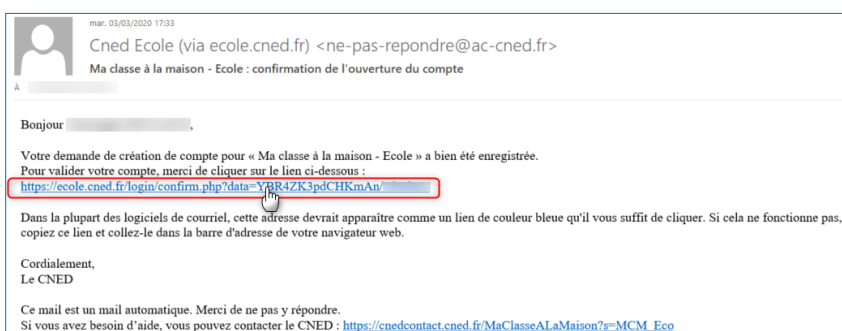 mar. 03/03/2020 17:33
Cned Ecole (via ecole.cned.fr) <ne-pas-repondre@ac-cned.fr>
Ma classe à la maison - Ecole : confirmation de l'ouverture du compte
À
Bonjour ,
Votre demande de création de compte pour « Ma classe à la maison - Ecole » a bien été enregistrée.
Pour valider votre compte, merci de cliquer sur le lien ci-dessous :
https://ecole.cned.fr/login/confirm.php?data=YBR4ZK3pdCHKmAn/
Dans la plupart des logiciels de courriel, cette adresse devrait apparaître comme un lien de couleur bleue qu'il vous suffit de cliquer. Si cela ne fonctionne pas,
copiez ce lien et collez-le dans la barre d'adresse de votre navigateur web.
Cordialement,
Le CNED
Ce mail est un mail automatique. Merci de ne pas y répondre.
Si vous avez besoin d’aide, vous pouvez contacter le CNED : https://cnedcontact.cned.fr/MaClasseALaMaison?s=MCM_Eco